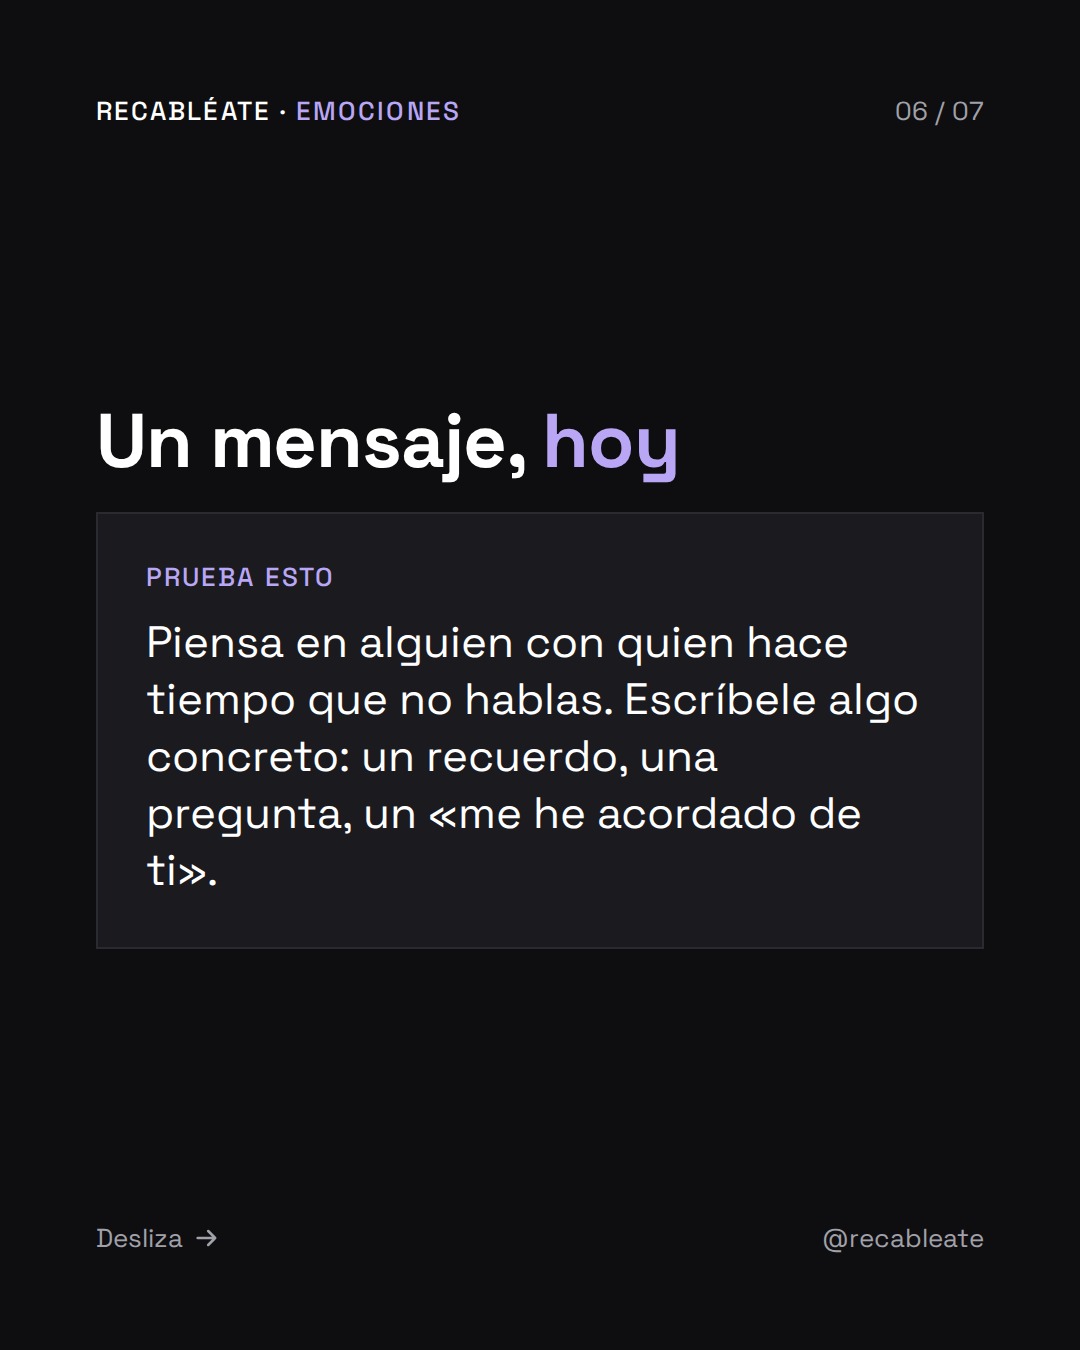 RECABLÉATE · EMOCIONES
06 / 07
Un mensaje, hoy
PRUEBA ESTO
Piensa en alguien con quien hace
tiempo que no hablas. Escríbele algo
concreto: un recuerdo, una
pregunta, un «me he acordado de
ti».
Desliza →
@recableate